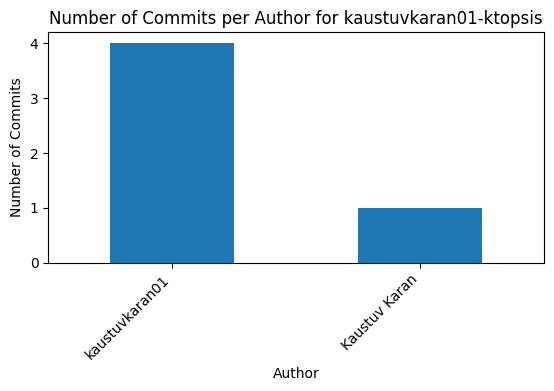 Number of Commits per Author for kaustuvkaran01-ktopsis
Number of Commits
4
3
2
1
0
kaustuvkaran01
Kaustuv Karan
Author